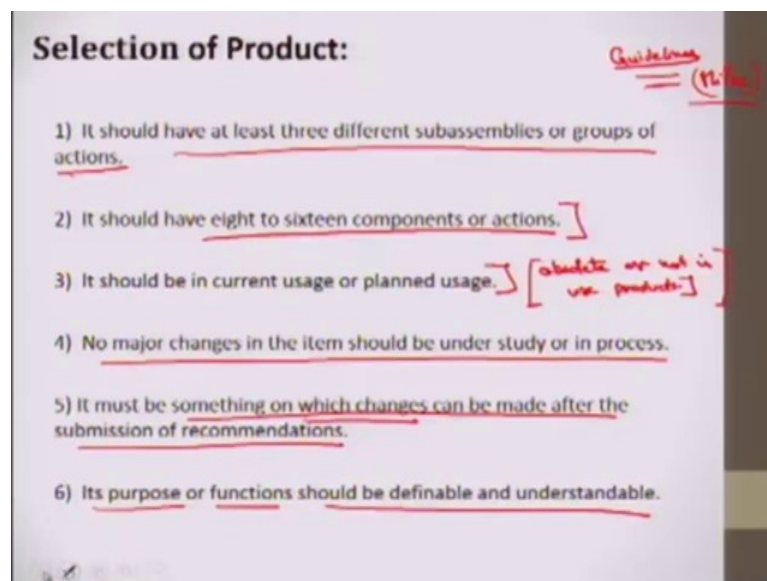 Selection of Product:
Guidelines
1) It should have at least three different subassemblies or groups of
actions.
2) It should have eight to sixteen components or actions.
3) It should be in current usage or planned usage.
obsolete or not in
use products
4) No major changes in the item should be under study or in process.
5) It must be something on which changes can be made after the
submission of recommendations.
6) Its purpose or functions should be definable and understandable.